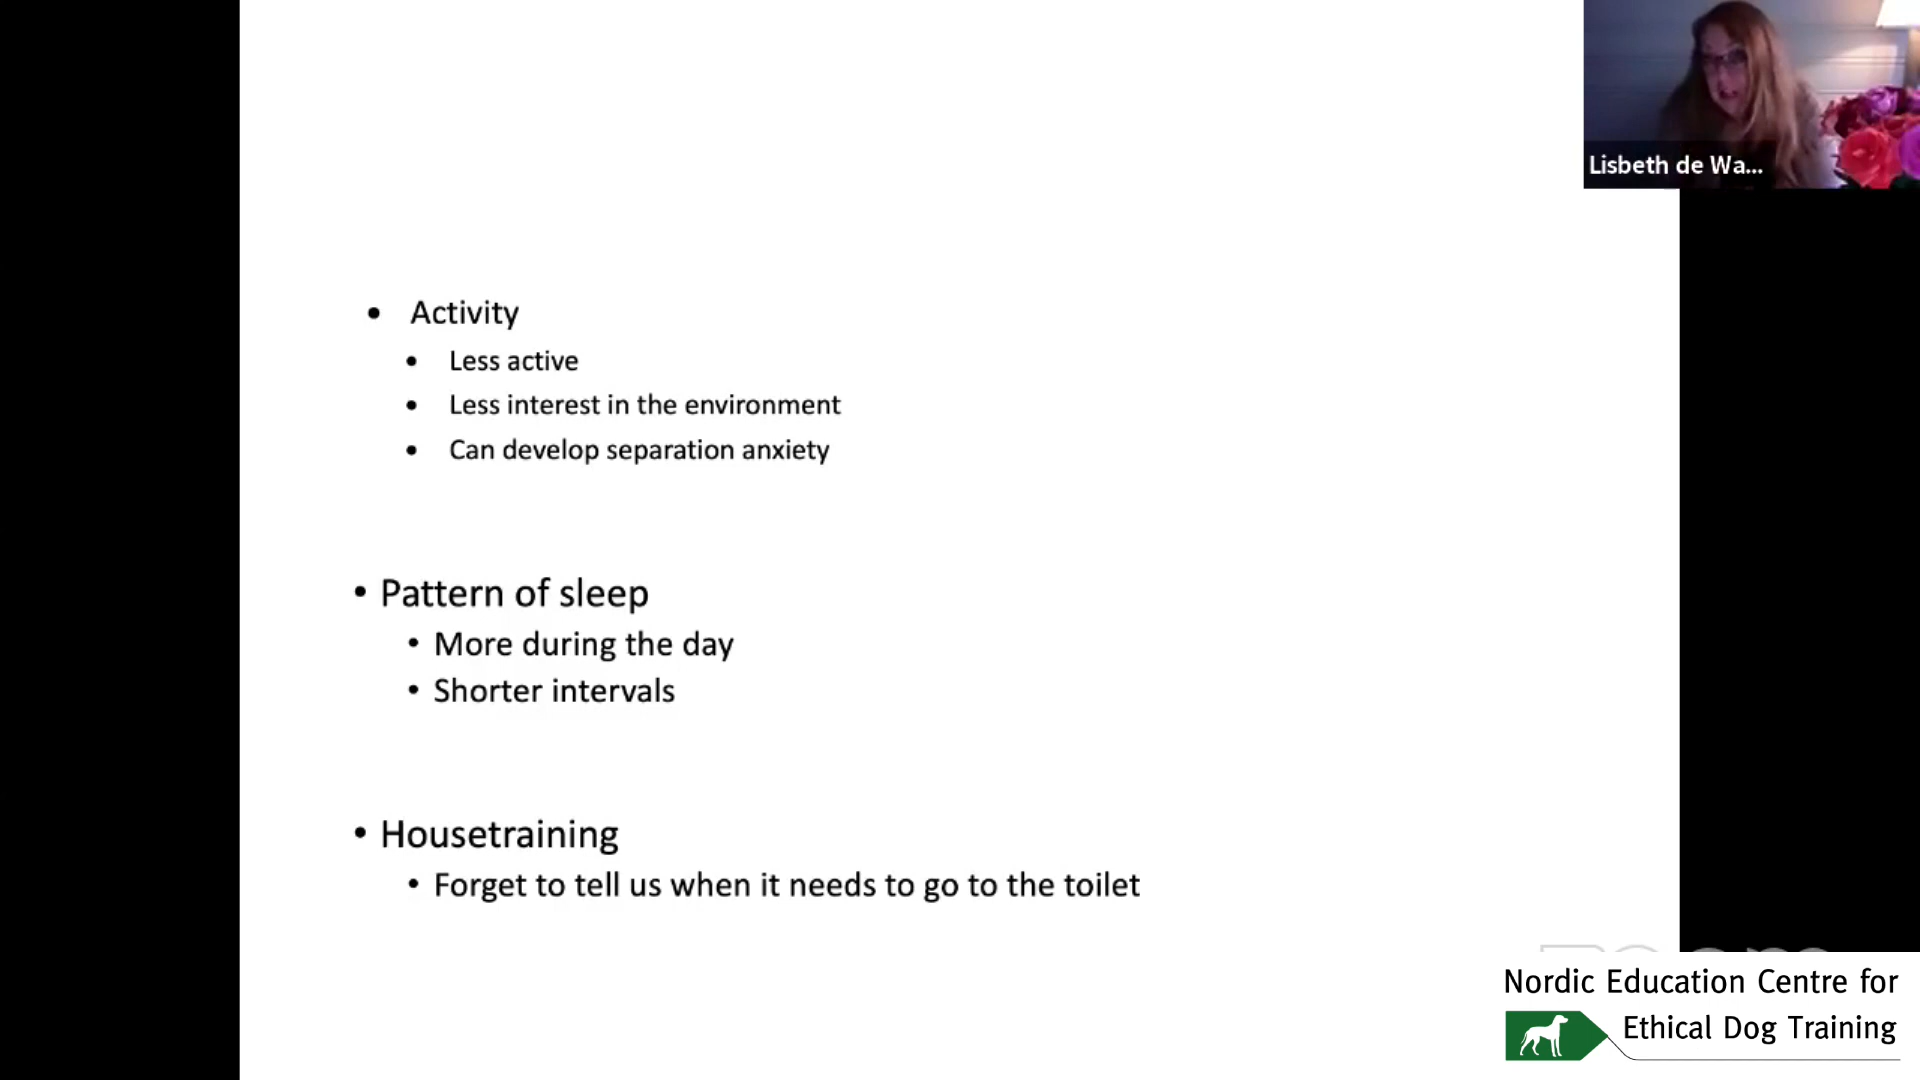 Lisbeth de Wa...
• Activity
• Less active
• Less interest in the environment
• Can develop separation anxiety
• Pattern of sleep
• More during the day
• Shorter intervals
• Housetraining
• Forget to tell us when it needs to go to the toilet
Nordic Education Centre for
Ethical Dog Training